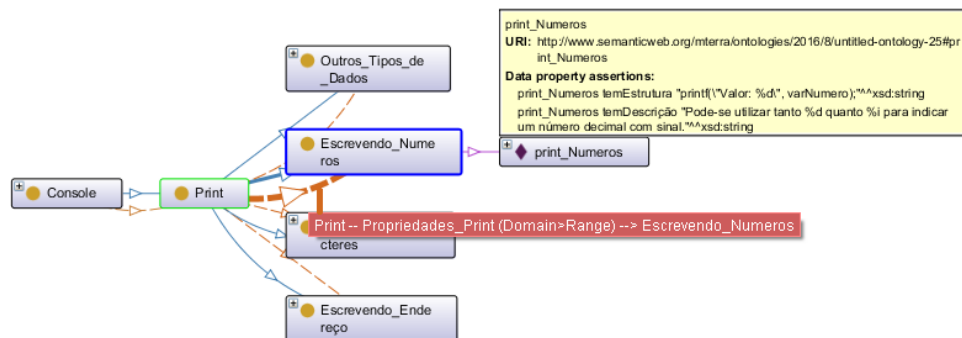 print_Numeros
URI: http://www.semanticweb.org/mterra/ontologies/2016/8/untitled-ontology-25#pr
int_Numeros
Data property assertions:
print_Numeros temEstrutura "printf(\"Valor: %d\", varNumero);"^^xsd:string
print_Numeros temDescrição "Pode-se utilizar tanto %d quanto %i para indicar
um número decimal com sinal."^^xsd:string
Outros_Tipos_de
_Dados
Escrevendo_Nume
ros
print_Numeros
Console
Print
Print -- Propriedades_Print (Domain>Range) --> Escrevendo_Numeros
cteres
Escrevendo_Ende
reço